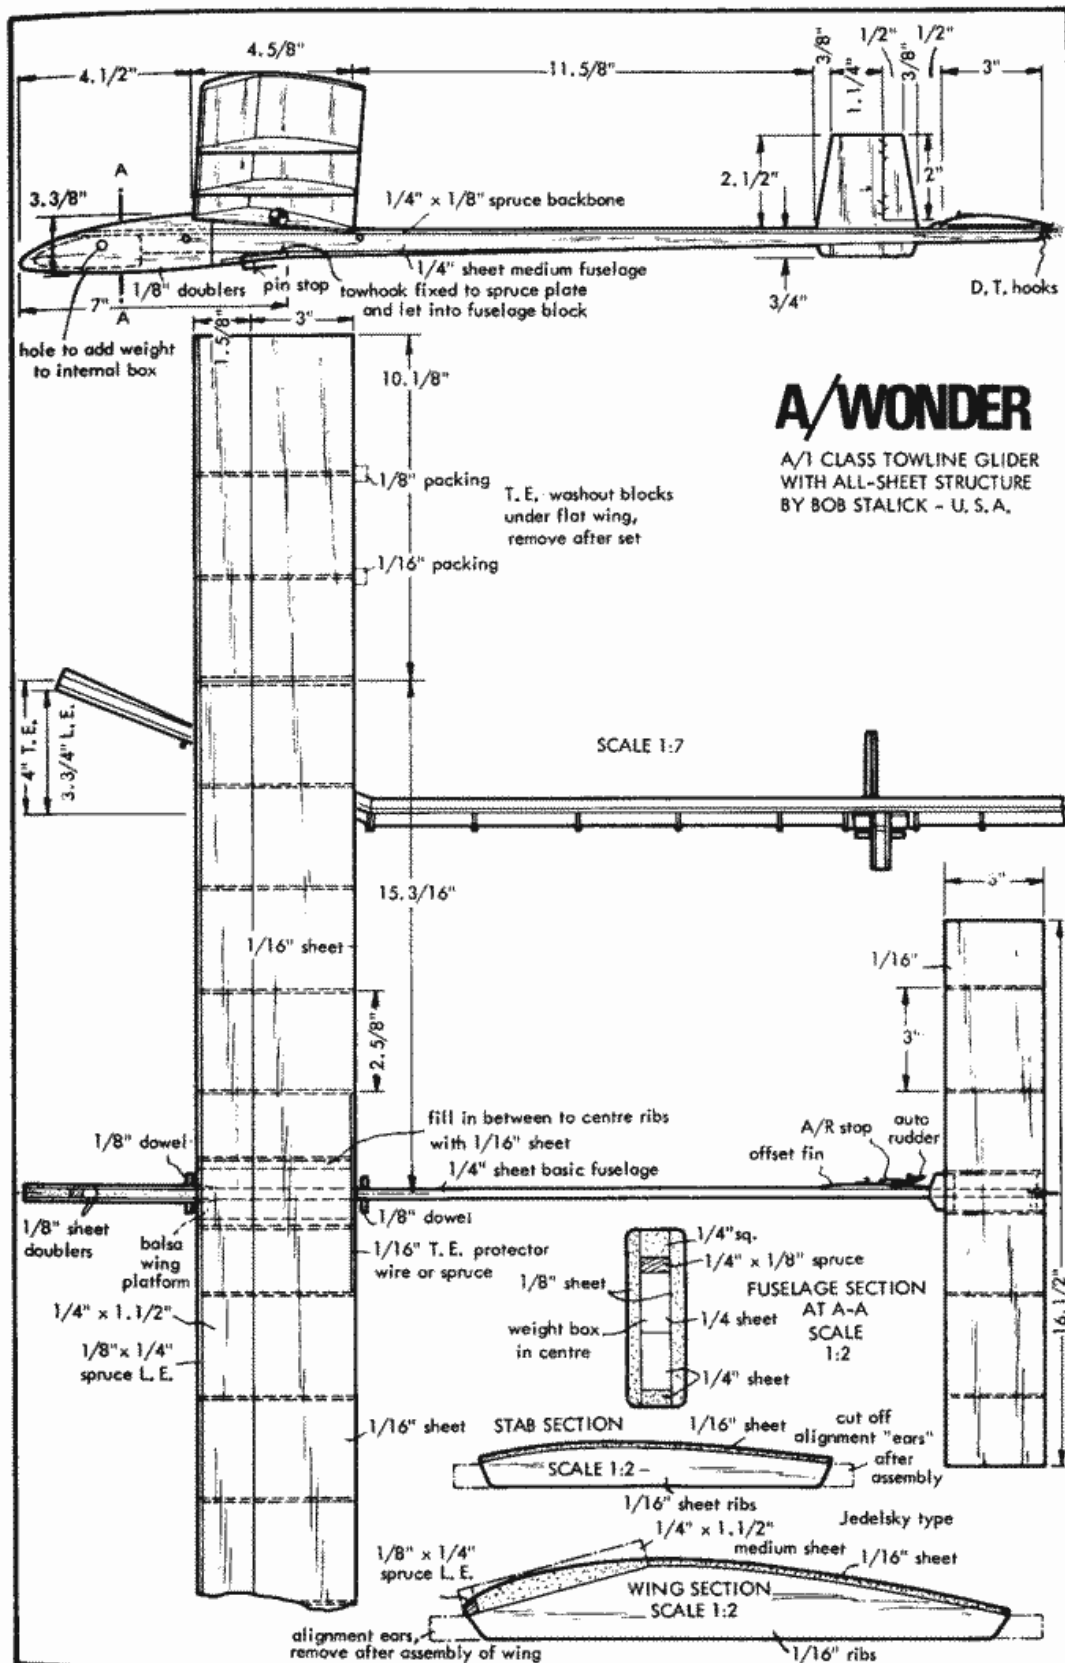 4.5/8"
4.1/2"
11.5/8"
3/8"
1.1/4"
1/2"
3/8"
1/2"
3"
A
3.3/8"
1/4" x 1/8" spruce backbone
2.1/2"
2"
1/4" sheet medium fuselage
1/8" doublers
pin stop
towhook fixed to spruce plate
and let into fuselage block
3/4"
D.T. hooks
7"
A
hole to add weight
to internal box
1.5/8"
3"
10.1/8"
A/WONDER
A/1 CLASS TOWLINE GLIDER
WITH ALL-SHEET STRUCTURE
BY BOB STALICK - U.S.A.
1/8" packing
T.E. washout blocks
under flat wing,
remove after set
1/16" packing
4" T.E.
3.3/4" L.E.
SCALE 1:7
15.3/16"
3"
1/16" sheet
1/16"
2.5/8"
3"
fill in between to centre ribs
with 1/16" sheet
1/8" dowel
1/4" sheet basic fuselage
A/R stop
auto
rudder
offset fin
1/8" sheet
doublers
balsa
wing
platform
1/8" dowel
1/16" T.E. protector
wire or spruce
1/4" x 1.1/2"
1/8" x 1/4"
spruce L.E.
1/4" sq.
1/4" x 1/8" spruce
1/8" sheet
FUSELAGE SECTION
AT A-A
SCALE
1:2
weight box
in centre
1/4 sheet
1/4" sheet
16.1/2"
1/16" sheet
STAB SECTION
1/16" sheet
cut off
alignment "ears"
after
assembly
SCALE 1:2 -
1/16" sheet ribs
Jedelsky type
1/4" x 1.1/2"
medium sheet
1/16" sheet
1/8" x 1/4"
spruce L.E.
WING SECTION
SCALE 1:2
alignment ears,
remove after assembly of wing
1/16" ribs